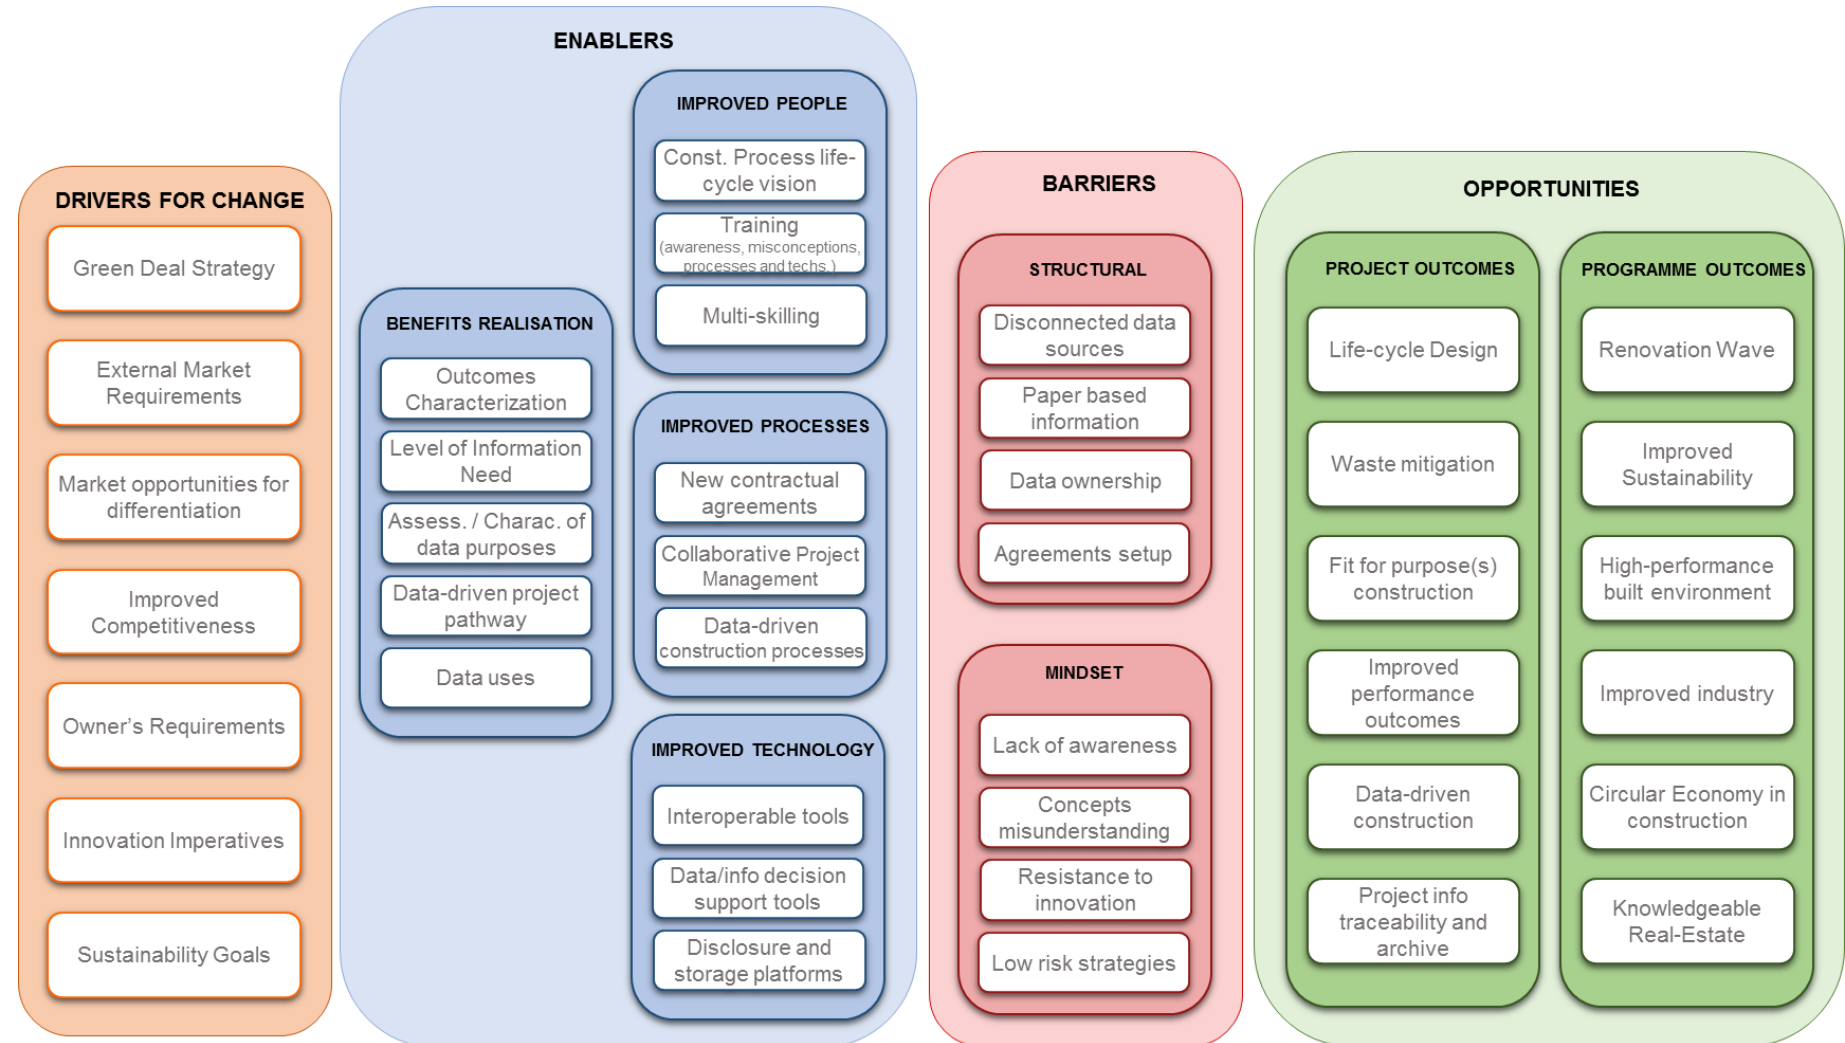 DRIVERS FOR CHANGE
Green Deal Strategy
External Market
Requirements
Market opportunities for
differentiation
Improved
Competitiveness
Owner’s Requirements
Innovation Imperatives
Sustainability Goals
ENABLERS
BENEFITS REALISATION
Outcomes
Characterization
Level of Information
Need
Assess. / Charac. of
data purposes
Data-driven project
pathway
Data uses
IMPROVED PEOPLE
Const. Process life-
cycle vision
Training
(awareness, misconceptions,
processes and techs.)
Multi-skilling
IMPROVED PROCESSES
New contractual
agreements
Collaborative Project
Management
Data-driven
construction processes
IMPROVED TECHNOLOGY
Interoperable tools
Data/info decision
support tools
Disclosure and
storage platforms
BARRIERS
STRUCTURAL
Disconnected data
sources
Paper based
information
Data ownership
Agreements setup
MINDSET
Lack of awareness
Concepts
misunderstanding
Resistance to
innovation
Low risk strategies
OPPORTUNITIES
PROJECT OUTCOMES
Life-cycle Design
Waste mitigation
Fit for purpose(s)
construction
Improved
performance
outcomes
Data-driven
construction
Project info
traceability and
archive
PROGRAMME OUTCOMES
Renovation Wave
Improved
Sustainability
High-performance
built environment
Improved industry
Circular Economy in
construction
Knowledgeable
Real-Estate